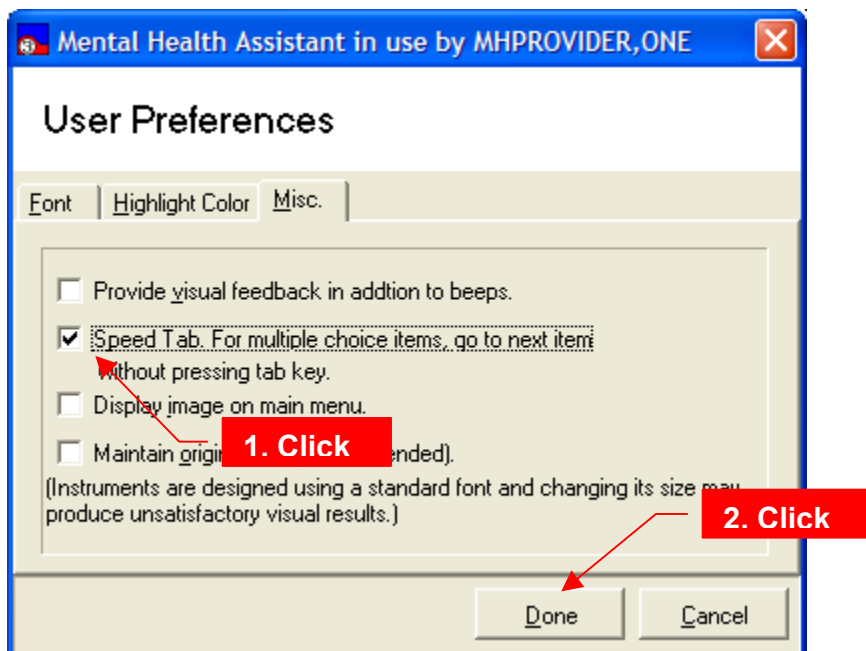 Mental Health Assistant in use by MHPROVIDER,ONE
User Preferences
Font Highlight Color Misc.
Provide visual feedback in addtion to beeps.
Speed Tab. For multiple choice items, go to next item
without pressing tab key.
Display image on main menu.
Maintain
1. Click
(Instruments are designed using a standard font and changing its size may
produce unsatisfactory visual results.)
2. Click
Done Cancel